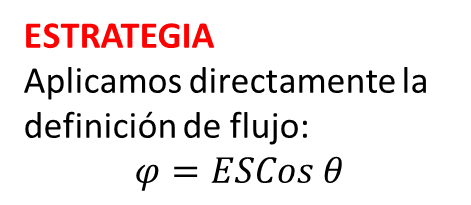 ESTRATEGIA
Aplicamos directamente la
definición de flujo:
φ = ESCos θ